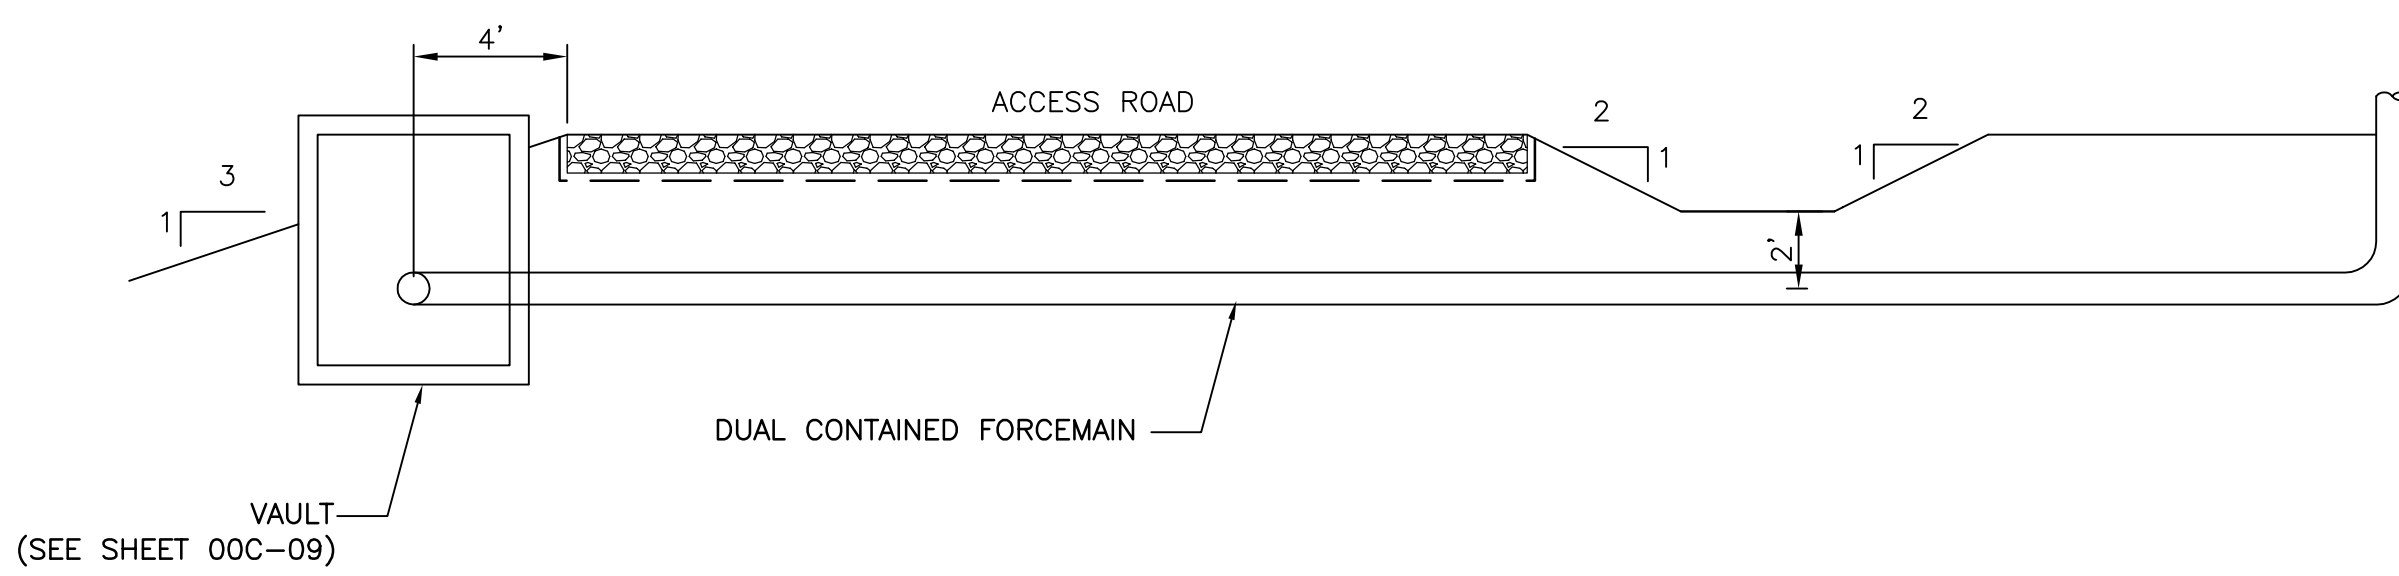 4'
ACCESS ROAD
2
1
2
1
3
1
2'
DUAL CONTAINED FORCEMAIN
VAULT
(SEE SHEET 00C-09)